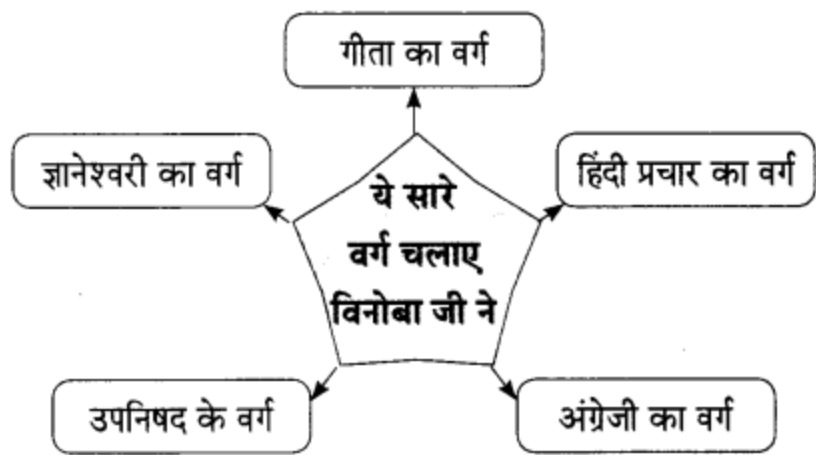 गीता का वर्ग
ज्ञानेश्वरी का वर्ग
हिंदी प्रचार का वर्ग
ये सारे
वर्ग चलाए
विनोबा जी ने
उपनिषद के वर्ग
अंग्रेजी का वर्ग